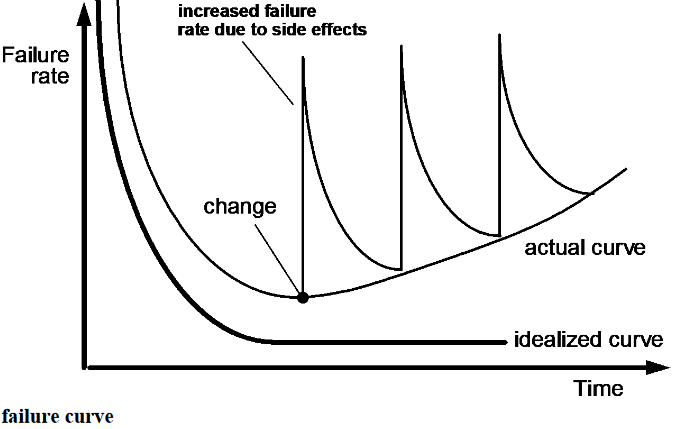 increased failure
rate due to side effects
Failure
rate
change
actual curve
idealized curve
Time
failure curve